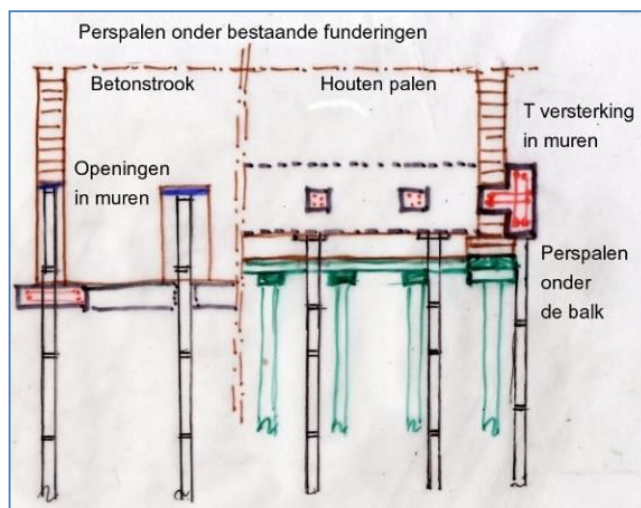 Perspalen onder bestaande funderingen
Betonstrook
Houten palen
T versterking
in muren
Openingen
in muren
Perspalen
onder
de balk